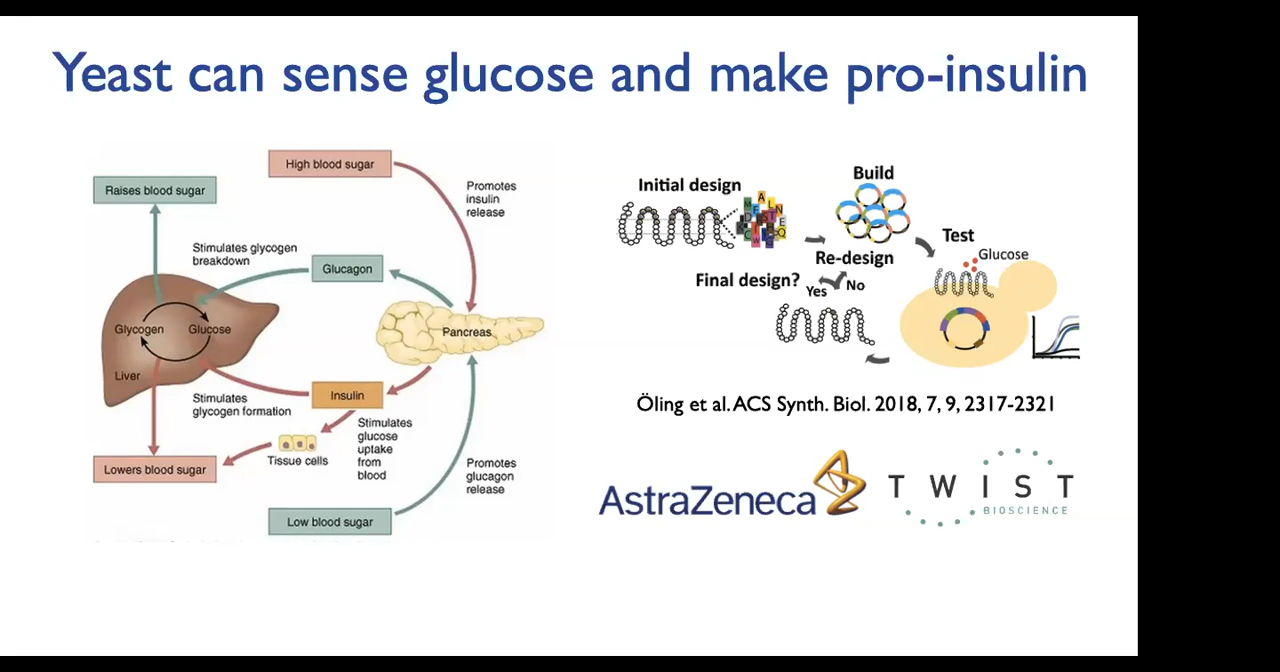 Yeast can sense glucose and make pro-insulin
High blood sugar
Raises blood sugar
Promotes
insulin
release
Stimulates glycogen
breakdown
Glucagon
Glycogen
Glucose
Pancreas
Liver
Insulin
Stimulates
glycogen formation
Stimulates
glucose
uptake
from
blood
Tissue cells
Lowers blood sugar
Promotes
glucagon
release
Low blood sugar
Initial design
Build
Test
Glucose
Re-design
Final design?
Yes
No
Öling et al. ACS Synth. Biol. 2018, 7, 9, 2317-2321
AstraZeneca
TWIST
BIOSCIENCE